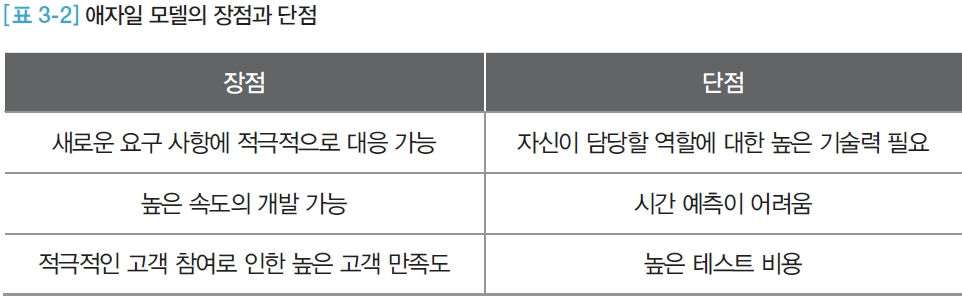 [표 3-2] 애자일 모델의 장점과 단점
장점 단점
새로운 요구 사항에 적극적으로 대응 가능 자신이 담당할 역할에 대한 높은 기술력 필요
높은 속도의 개발 가능 시간 예측이 어려움
적극적인 고객 참여로 인한 높은 고객 만족도 높은 테스트 비용